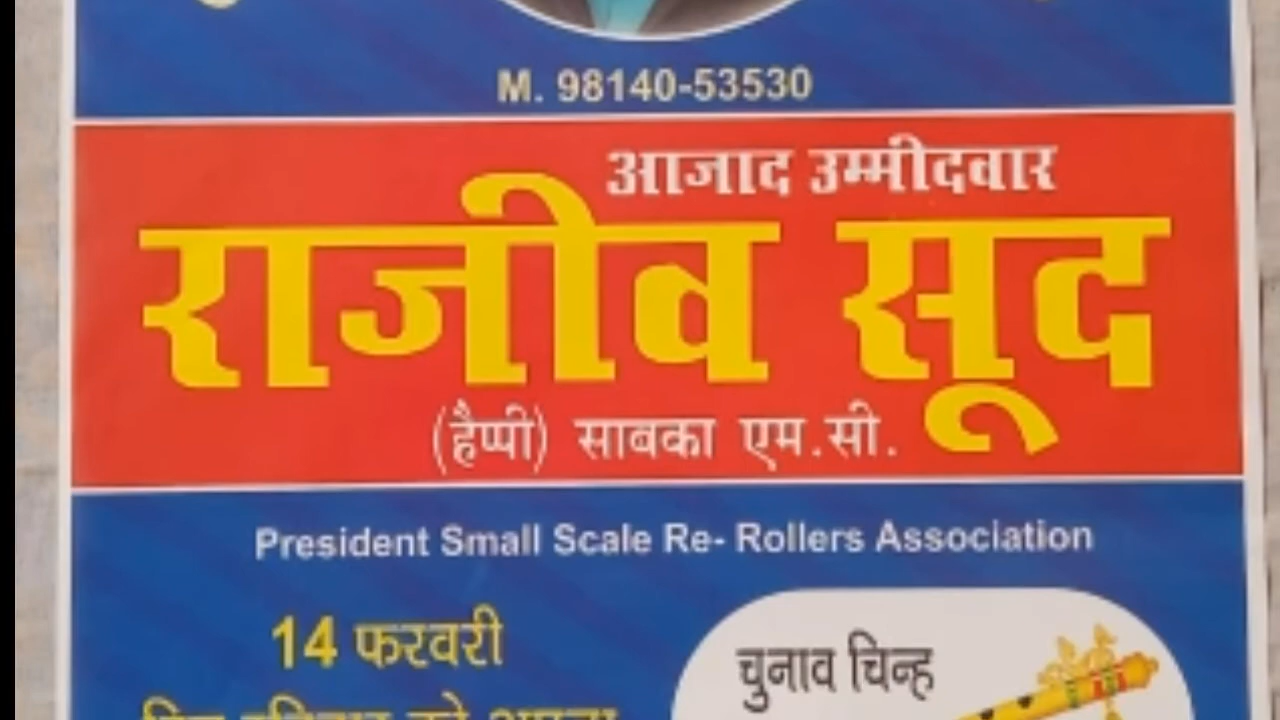 M. 98140-53530
आजाद उम्मीदवार
राजीव सूद
(हैप्पी) साबका एम.सी.
President Small Scale Re- Rollers Association
14 फरवरी
चुनाव चिन्ह